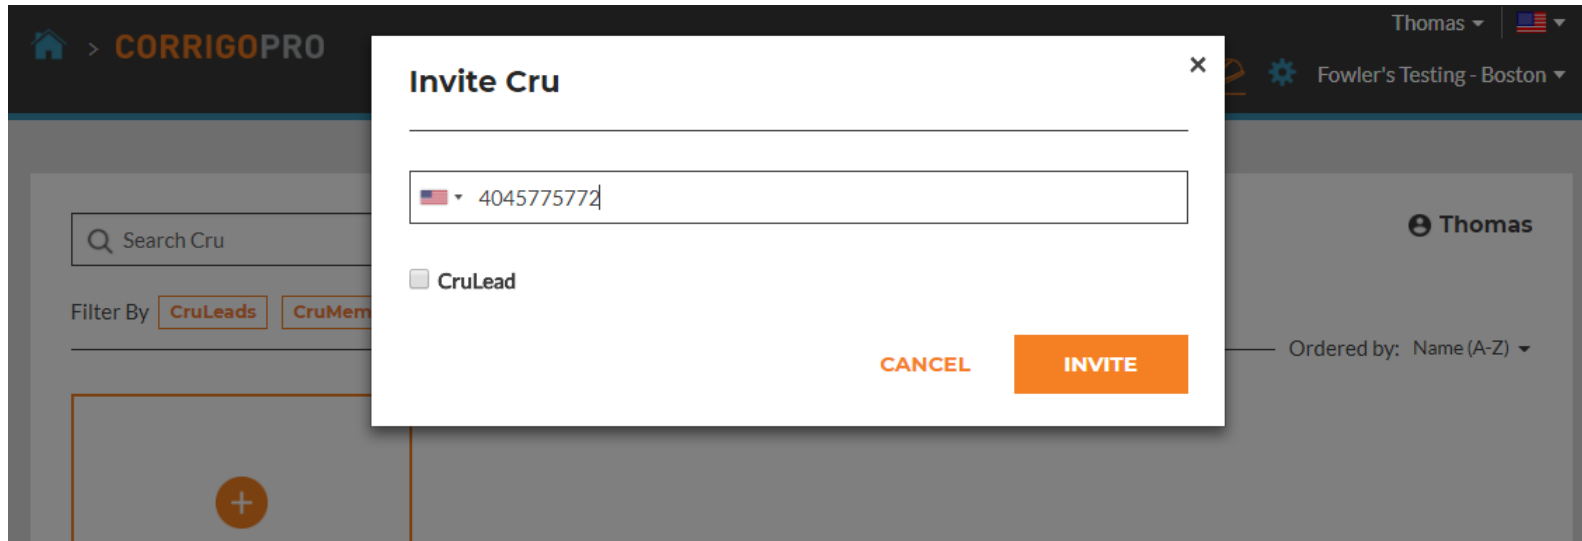 Thomas
> CORRIGOPRO
Fowler's Testing - Boston
Invite Cru
×
4045775772
Search Cru
Thomas
CruLead
Filter By CruLeads CruMem
Ordered by: Name (A-Z)
CANCEL INVITE
+